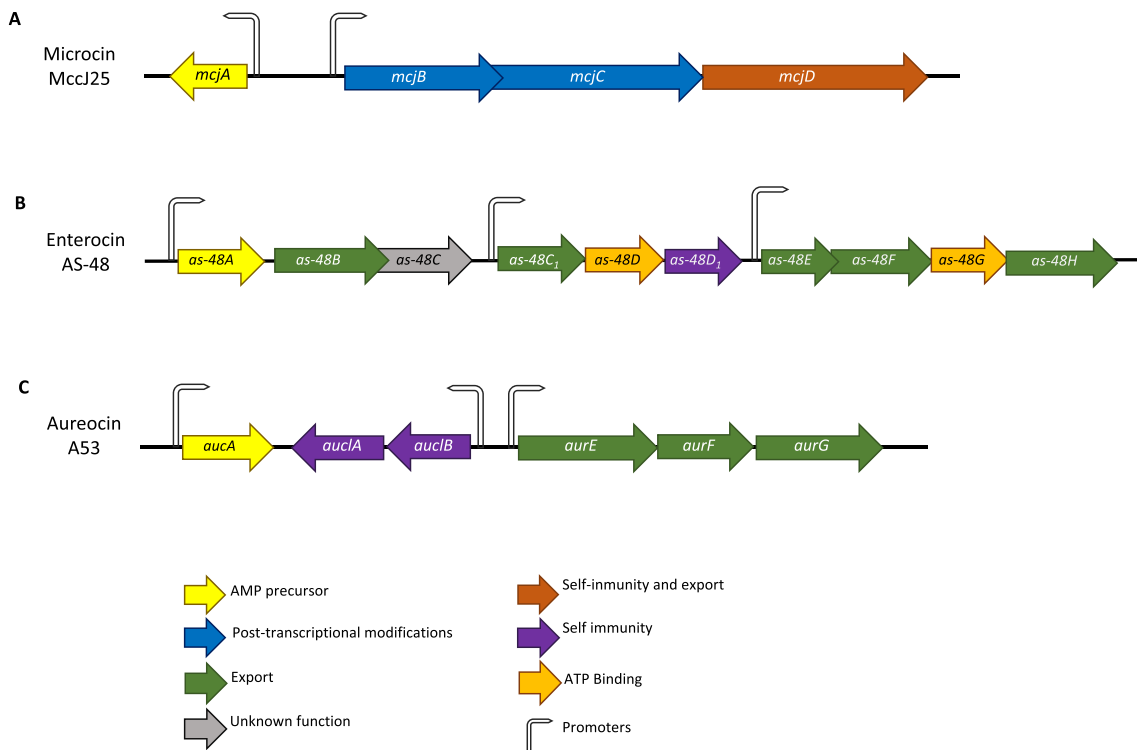 A
Microcin
MccJ25
mcjA
mcjB
mcjC
mcjD
B
Enterocin
AS-48
as-48A
as-48B
as-48C
as-48C₁
as-48D
as-48D₁
as-48E
as-48F
as-48G
as-48H
C
Aureocin
A53
aucA
auclA
auclB
aurE
aurF
aurG
AMP precursor
Post-transcriptional modifications
Export
Unknown function
Self-inmunity and export
Self immunity
ATP Binding
Promoters